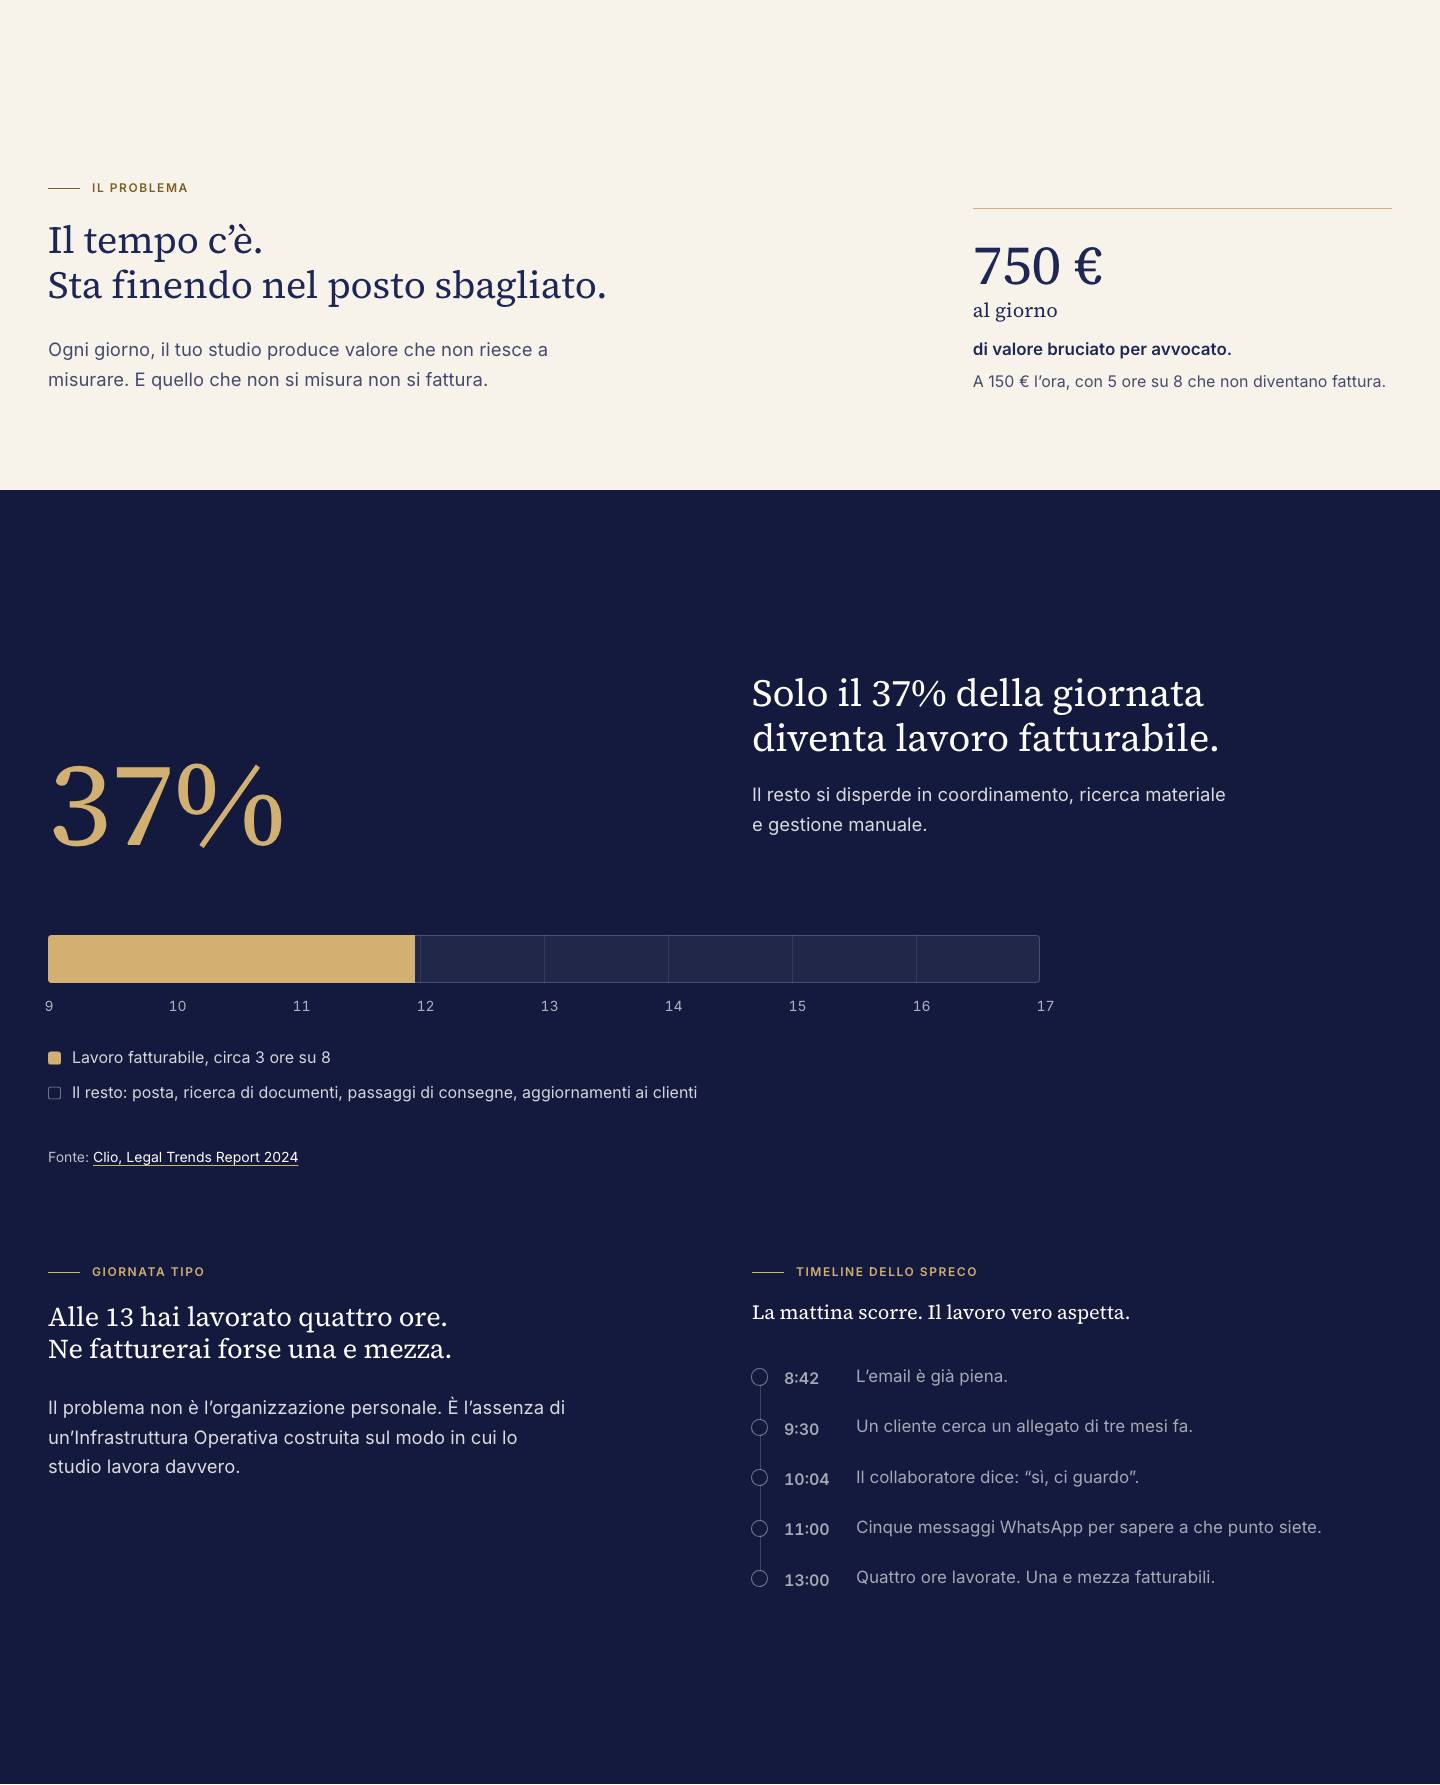 IL PROBLEMA
Il tempo c’è.
Sta finendo nel posto sbagliato.
Ogni giorno, il tuo studio produce valore che non riesce a
misurare. E quello che non si misura non si fattura.
750 €
al giorno
di valore bruciato per avvocato.
A 150 € l’ora, con 5 ore su 8 che non diventano fattura.
37%
Solo il 37% della giornata
diventa lavoro fatturabile.
Il resto si disperde in coordinamento, ricerca materiale
e gestione manuale.
9 10 11 12 13 14 15 16 17
Lavoro fatturabile, circa 3 ore su 8
Il resto: posta, ricerca di documenti, passaggi di consegne, aggiornamenti ai clienti
Fonte: Clio, Legal Trends Report 2024
GIORNATA TIPO
Alle 13 hai lavorato quattro ore.
Ne fatturerai forse una e mezza.
Il problema non è l’organizzazione personale. È l’assenza di
un’Infrastruttura Operativa costruita sul modo in cui lo
studio lavora davvero.
TIMELINE DELLO SPRECO
La mattina scorre. Il lavoro vero aspetta.
8:42 L’email è già piena.
9:30 Un cliente cerca un allegato di tre mesi fa.
10:04 Il collaboratore dice: “sì, ci guardo”.
11:00 Cinque messaggi WhatsApp per sapere a che punto siete.
13:00 Quattro ore lavorate. Una e mezza fatturabili.